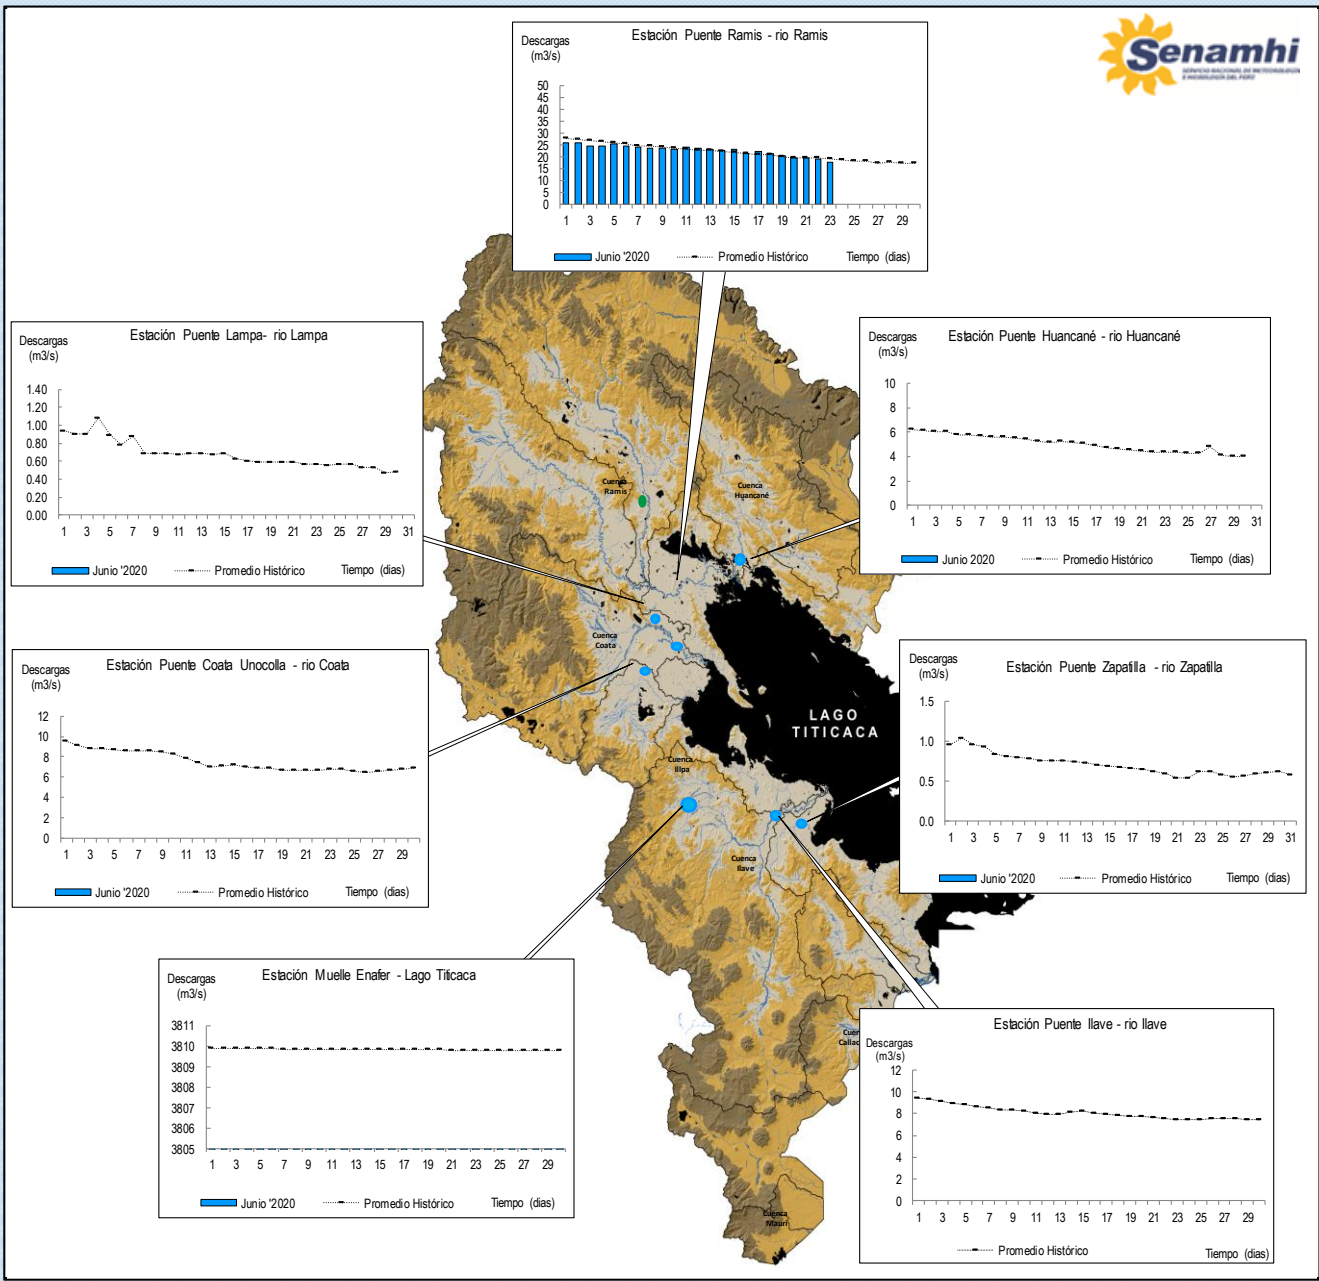 Senamhi
SERVICIO NACIONAL DE METEOROLOGÍA
E HIDROLOGÍA DEL PERÚ
Estación Puente Ramis - rio Ramis
Descargas
(m3/s)
50
45
40
35
30
25
20
15
10
5
0
1 3 5 7 9 11 13 15 17 19 21 23 25 27 29
Junio '2020 Promedio Histórico Tiempo (dias)
Estación Puente Lampa- rio Lampa
Descargas
(m3/s)
1.40
1.20
1.00
0.80
0.60
0.40
0.20
0.00
1 3 5 7 9 11 13 15 17 19 21 23 25 27 29 31
Junio '2020 Promedio Histórico Tiempo (dias)
Estación Puente Huancané - rio Huancané
Descargas
(m3/s)
10
8
6
4
2
0
1 3 5 7 9 11 13 15 17 19 21 23 25 27 29 31
Junio 2020 Promedio Histórico Tiempo (dias)
Cuenca
Ramis
Cuenca
Huancané
Cuenca
Coata
LAGO
TITICACA
Cuenca
Illpa
Cuenca
Ilave
Cuenca
Mauri
Estación Puente Coata Unocolla - rio Coata
Descargas
(m3/s)
12
10
8
6
4
2
0
1 3 5 7 9 11 13 15 17 19 21 23 25 27 29
Junio '2020 Promedio Histórico Tiempo (dias)
Estación Puente Zapatilla - rio Zapatilla
Descargas
(m3/s)
1.5
1.0
0.5
0.0
1 3 5 7 9 11 13 15 17 19 21 23 25 27 29 31
Junio '2020 Promedio Histórico Tiempo (dias)
Estación Muelle Enafer - Lago Titicaca
Descargas
(m3/s)
3811
3810
3809
3808
3807
3806
3805
1 3 5 7 9 11 13 15 17 19 21 23 25 27 29
Junio '2020 Promedio Histórico Tiempo (dias)
Estación Puente Ilave - rio Ilave
Descargas
(m3/s)
12
10
8
6
4
2
0
1 3 5 7 9 11 13 15 17 19 21 23 25 27 29
Promedio Histórico Tiempo (dias)